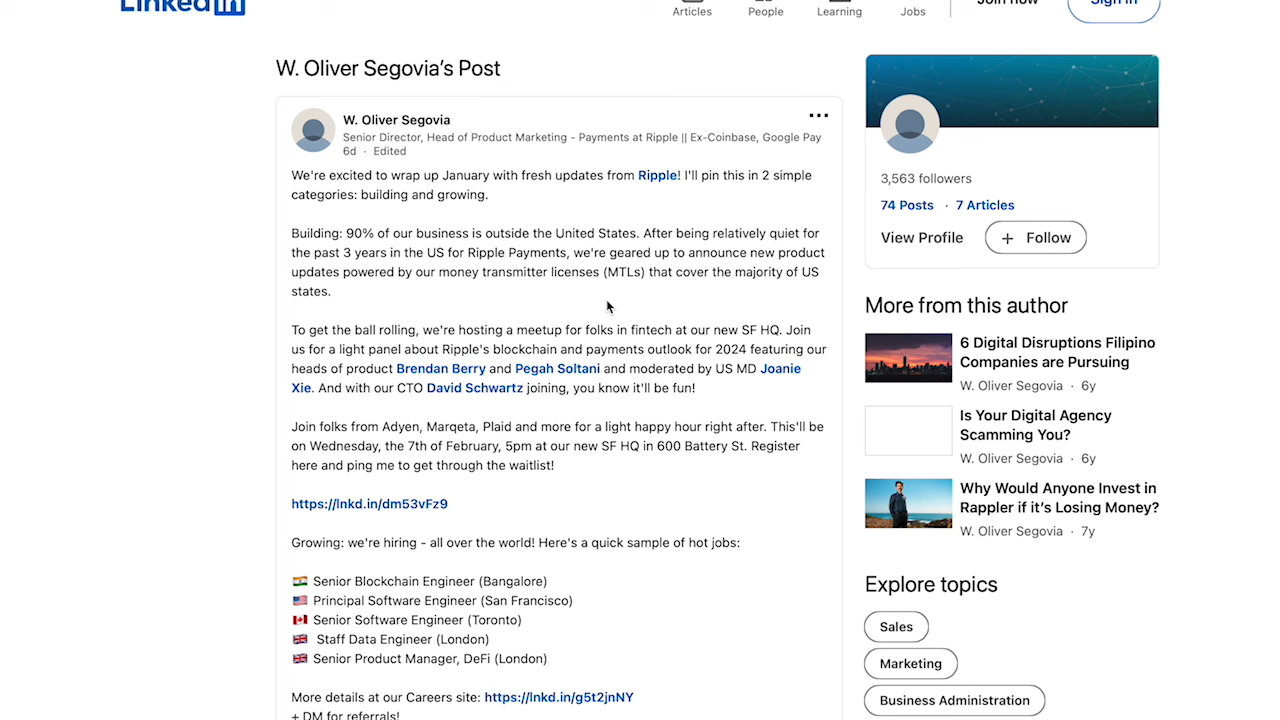 LinkedIn
Articles
People
Learning
Jobs
Join now
Sign in
W. Oliver Segovia's Post
W. Oliver Segovia
Senior Director, Head of Product Marketing - Payments at Ripple || Ex-Coinbase, Google Pay
6d · Edited
We're excited to wrap up January with fresh updates from Ripple! I'll pin this in 2 simple
categories: building and growing.
Building: 90% of our business is outside the United States. After being relatively quiet for
the past 3 years in the US for Ripple Payments, we're geared up to announce new product
updates powered by our money transmitter licenses (MTLs) that cover the majority of US
states.
To get the ball rolling, we're hosting a meetup for folks in fintech at our new SF HQ. Join
us for a light panel about Ripple's blockchain and payments outlook for 2024 featuring our
heads of product Brendan Berry and Pegah Soltani and moderated by US MD Joanie
Xie. And with our CTO David Schwartz joining, you know it'll be fun!
Join folks from Adyen, Marqeta, Plaid and more for a light happy hour right after. This'll be
on Wednesday, the 7th of February, 5pm at our new SF HQ in 600 Battery St. Register
here and ping me to get through the waitlist!
https://lnkd.in/dm53vFz9
Growing: we're hiring - all over the world! Here's a quick sample of hot jobs:
Senior Blockchain Engineer (Bangalore)
Principal Software Engineer (San Francisco)
Senior Software Engineer (Toronto)
Staff Data Engineer (London)
Senior Product Manager, DeFi (London)
More details at our Careers site: https://lnkd.in/g5t2jnNY
+ DM for referrals!
3,563 followers
74 Posts · 7 Articles
View Profile
+ Follow
More from this author
6 Digital Disruptions Filipino
Companies are Pursuing
W. Oliver Segovia · 6y
Is Your Digital Agency
Scamming You?
W. Oliver Segovia · 6y
Why Would Anyone Invest in
Rappler if it's Losing Money?
W. Oliver Segovia · 7y
Explore topics
Sales
Marketing
Business Administration